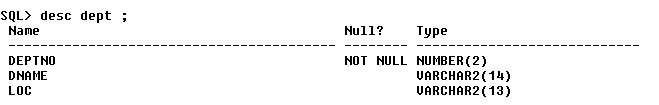 SQL> desc dept ;
Name Null? Type
----------------------------------------- -------- ----------------------------
DEPTNO NOT NULL NUMBER(2)
DNAME VARCHAR2(14)
LOC VARCHAR2(13)